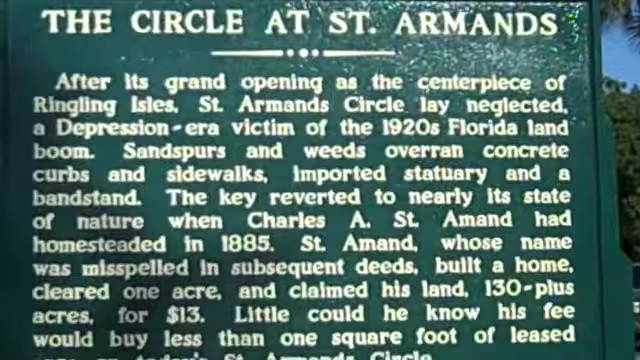 THE CIRCLE AT ST. ARMANDS
After its grand opening as the centerpiece of
Ringling Isles, St. Armands Circle lay neglected,
a Depression-era victim of the 1920s Florida land
boom. Sandspurs and weeds overran concrete
curbs and sidewalks, imported statuary and a
bandstand. The key reverted to nearly its state
of nature when Charles A. St. Amand had
homesteaded in 1885. St. Amand, whose name
was misspelled in subsequent deeds, built a home,
cleared one acre, and claimed his land, 130-plus
acres, for $13. Little could he know his fee
would buy less than one square foot of leased
today's St. Armands Circle.